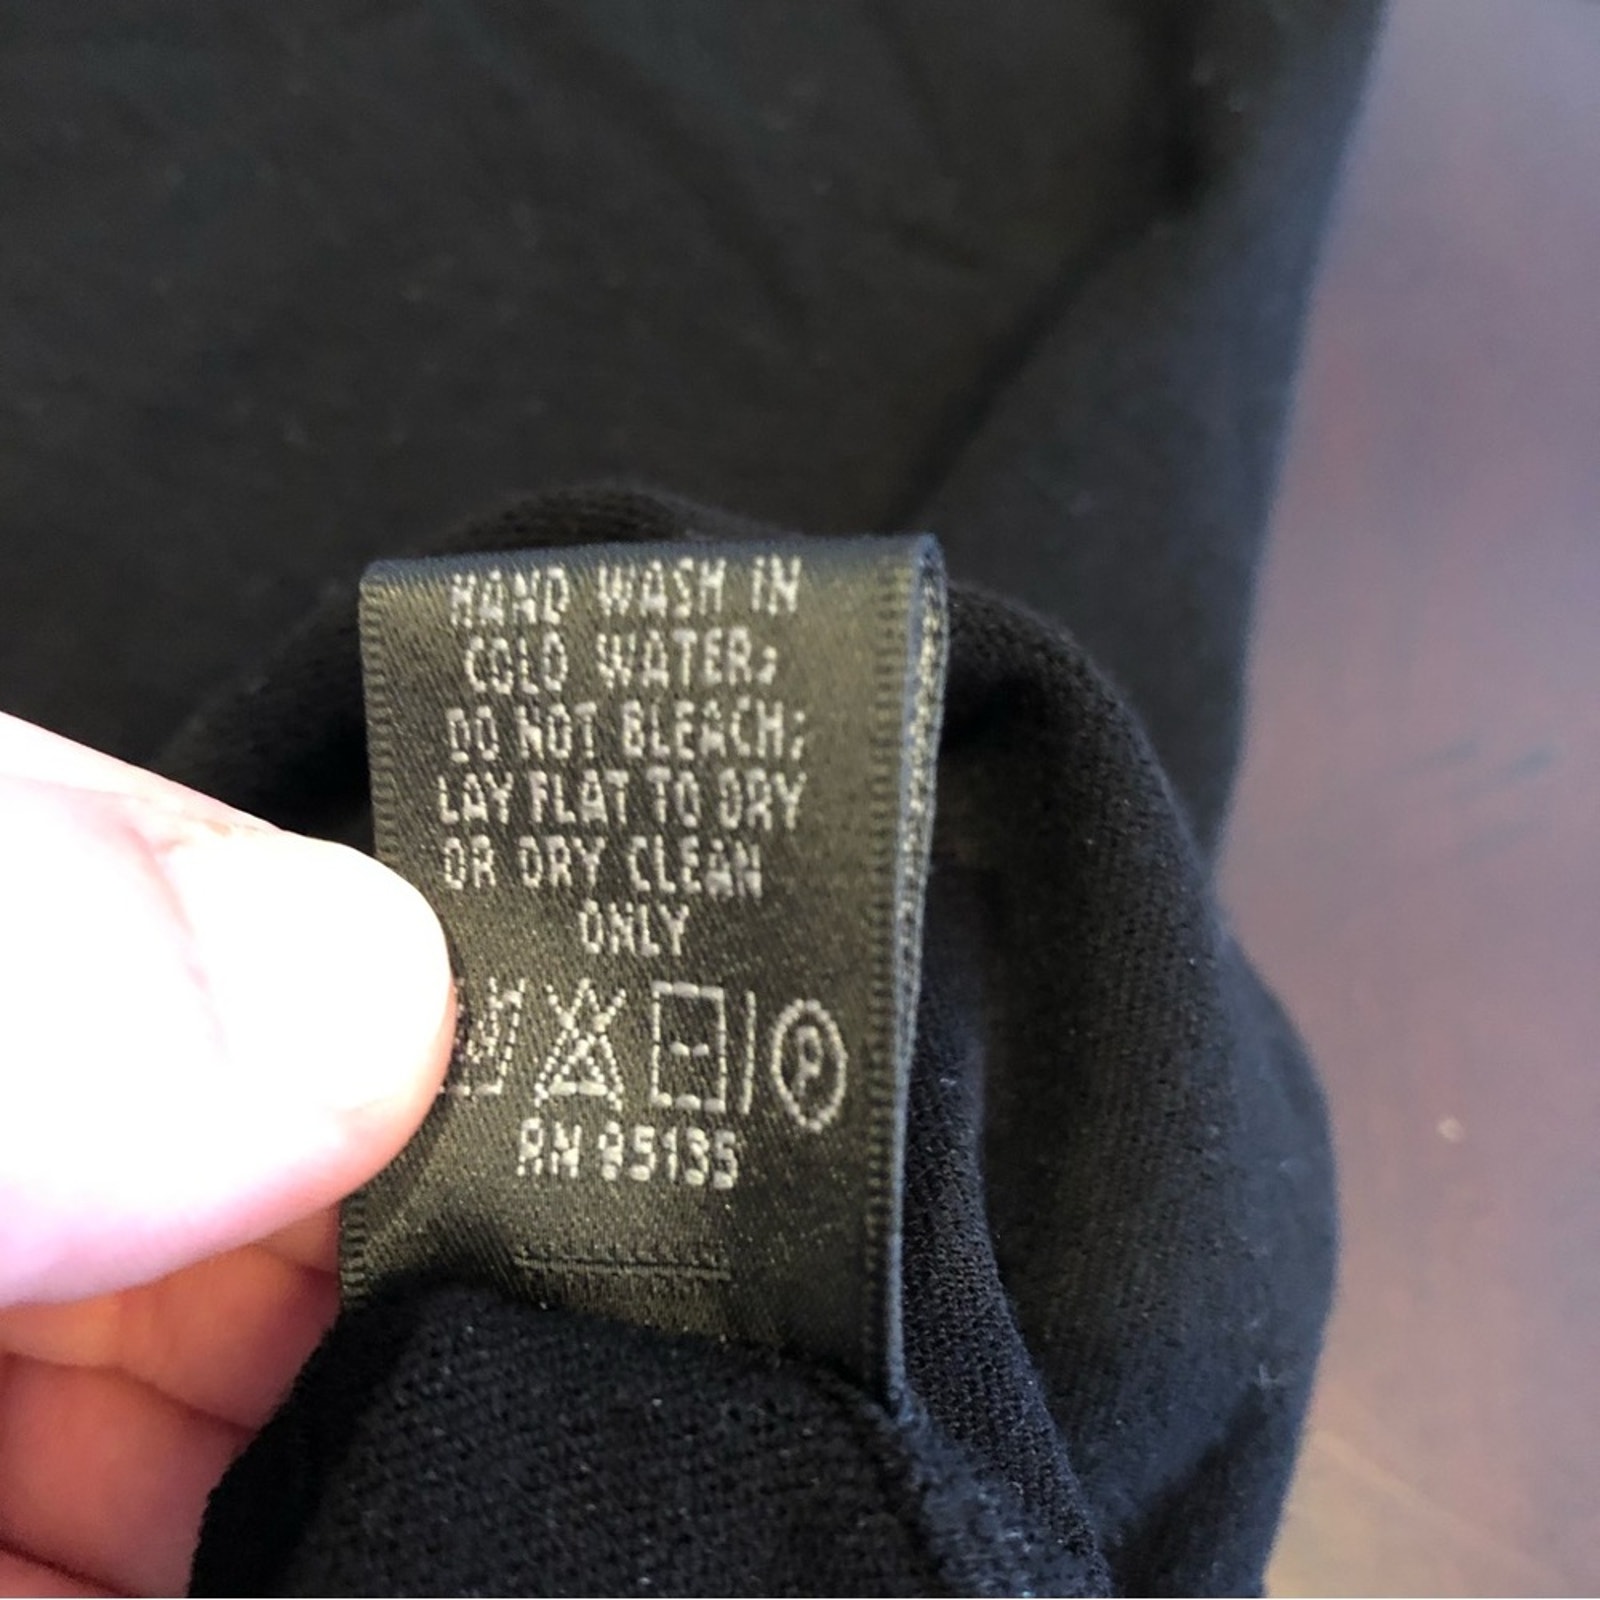 HAND WASH IN
COLD WATER;
DO NOT BLEACH;
LAY FLAT TO DRY
OR DRY CLEAN
ONLY
P
RN 95135